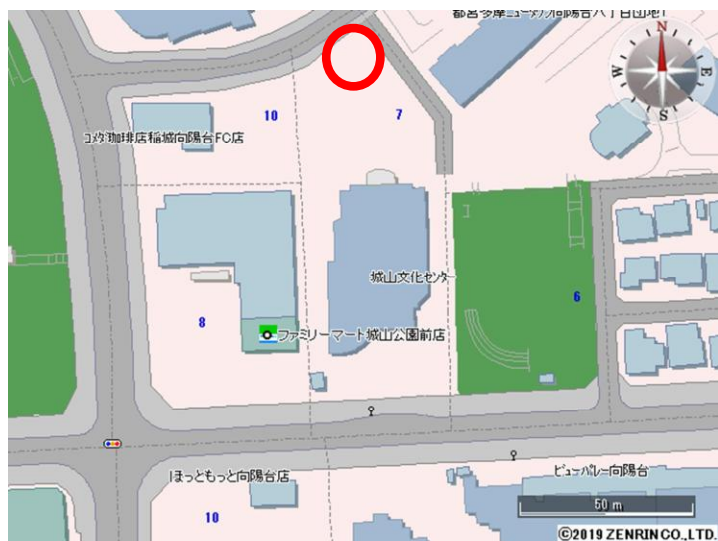 都営多摩ニュータウン向陽台六丁目団地1
N
W
E
S
10
7
コメダ珈琲店稲城向陽台FC店
城山文化センター
6
8
ファミリーマート城山公園前店
ほっともっと向陽台店
ビューバレー向陽台
10
50 m
©2019 ZENRIN CO.,LTD.